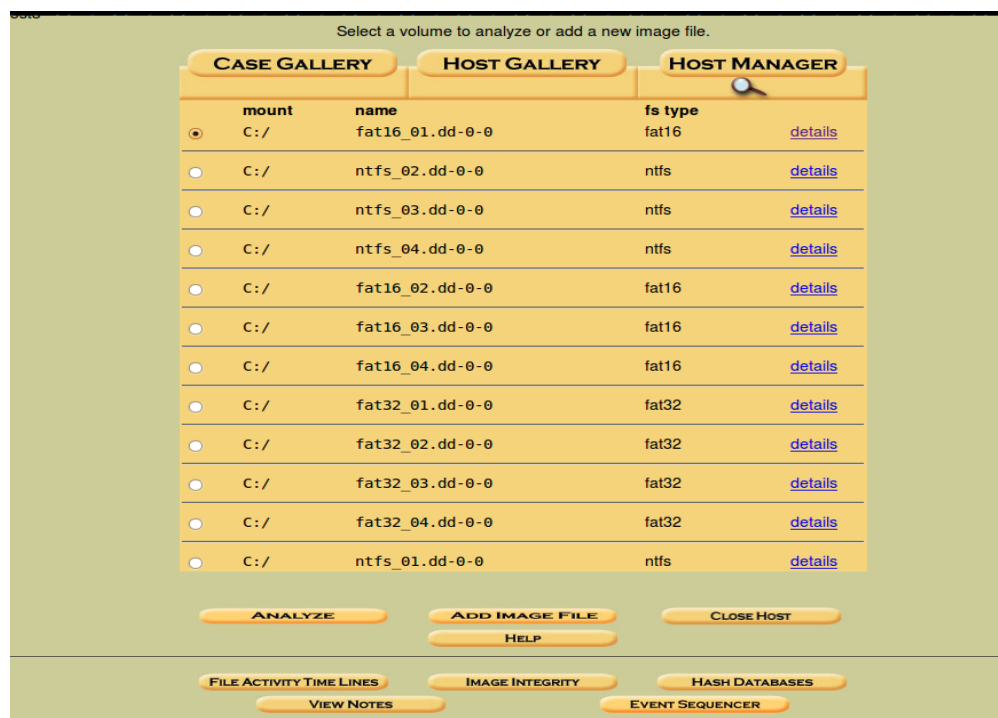 Select a volume to analyze or add a new image file.
CASE GALLERY HOST GALLERY HOST MANAGER
mount name fs type
C:/ fat16_01.dd-0-0 fat16 details
C:/ ntfs_02.dd-0-0 ntfs details
C:/ ntfs_03.dd-0-0 ntfs details
C:/ ntfs_04.dd-0-0 ntfs details
C:/ fat16_02.dd-0-0 fat16 details
C:/ fat16_03.dd-0-0 fat16 details
C:/ fat16_04.dd-0-0 fat16 details
C:/ fat32_01.dd-0-0 fat32 details
C:/ fat32_02.dd-0-0 fat32 details
C:/ fat32_03.dd-0-0 fat32 details
C:/ fat32_04.dd-0-0 fat32 details
C:/ ntfs_01.dd-0-0 ntfs details
ANALYZE ADD IMAGE FILE CLOSE HOST
HELP
FILE ACTIVITY TIME LINES IMAGE INTEGRITY HASH DATABASES
VIEW NOTES EVENT SEQUENCER